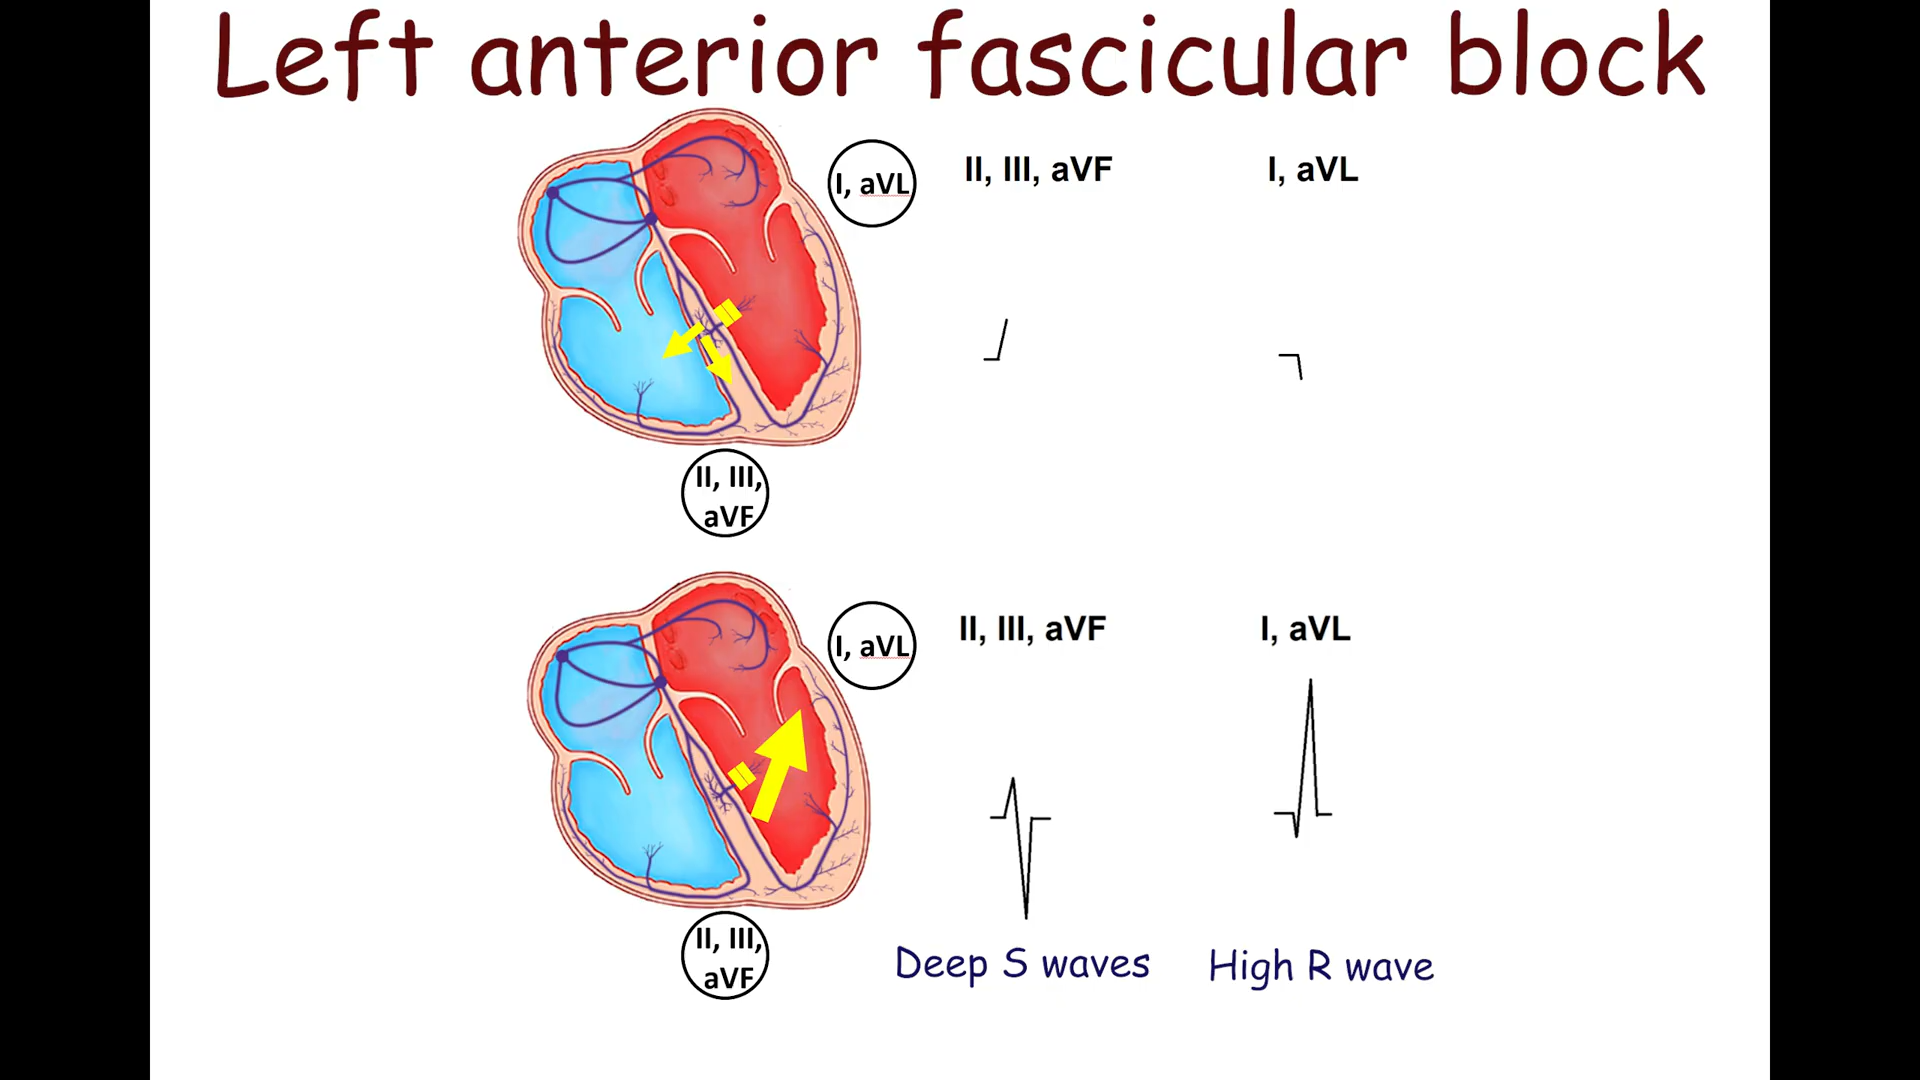 Left anterior fascicular block
I, aVL
II, III, aVF
I, aVL
II, III,
aVF
I, aVL
II, III, aVF
I, aVL
II, III,
aVF
Deep S waves
High R wave